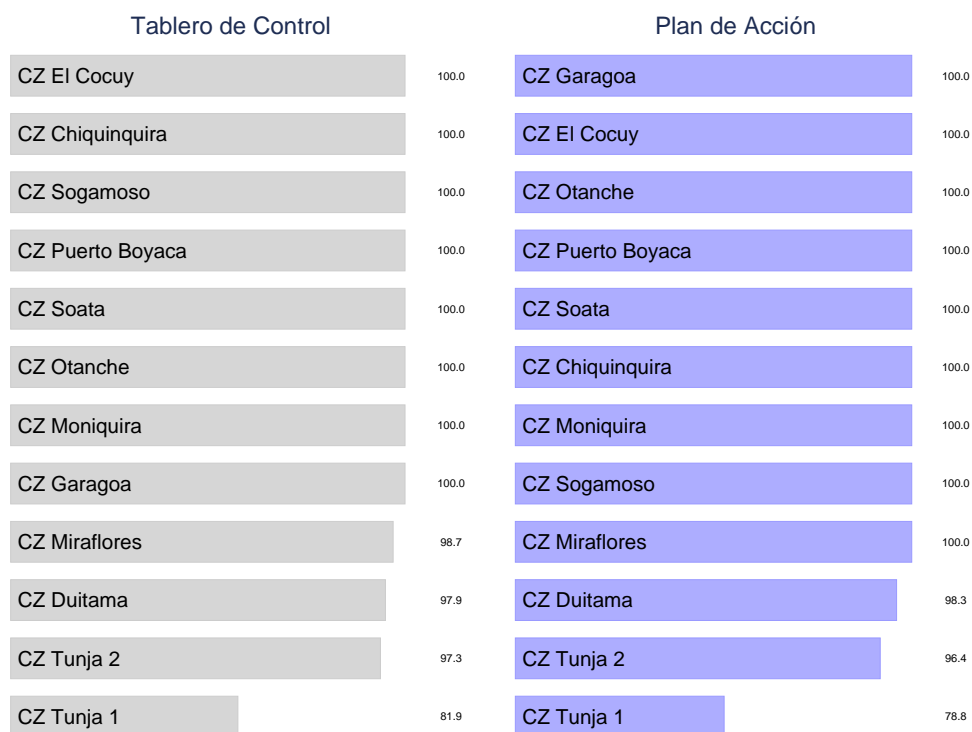 Tablero de Control
CZ El Cocuy 100.0
CZ Chiquinquira 100.0
CZ Sogamoso 100.0
CZ Puerto Boyaca 100.0
CZ Soata 100.0
CZ Otanche 100.0
CZ Moniquira 100.0
CZ Garagoa 100.0
CZ Miraflores 98.7
CZ Duitama 97.9
CZ Tunja 2 97.3
CZ Tunja 1 81.9
Plan de Acción
CZ Garagoa 100.0
CZ El Cocuy 100.0
CZ Otanche 100.0
CZ Puerto Boyaca 100.0
CZ Soata 100.0
CZ Chiquinquira 100.0
CZ Moniquira 100.0
CZ Sogamoso 100.0
CZ Miraflores 100.0
CZ Duitama 98.3
CZ Tunja 2 96.4
CZ Tunja 1 78.8